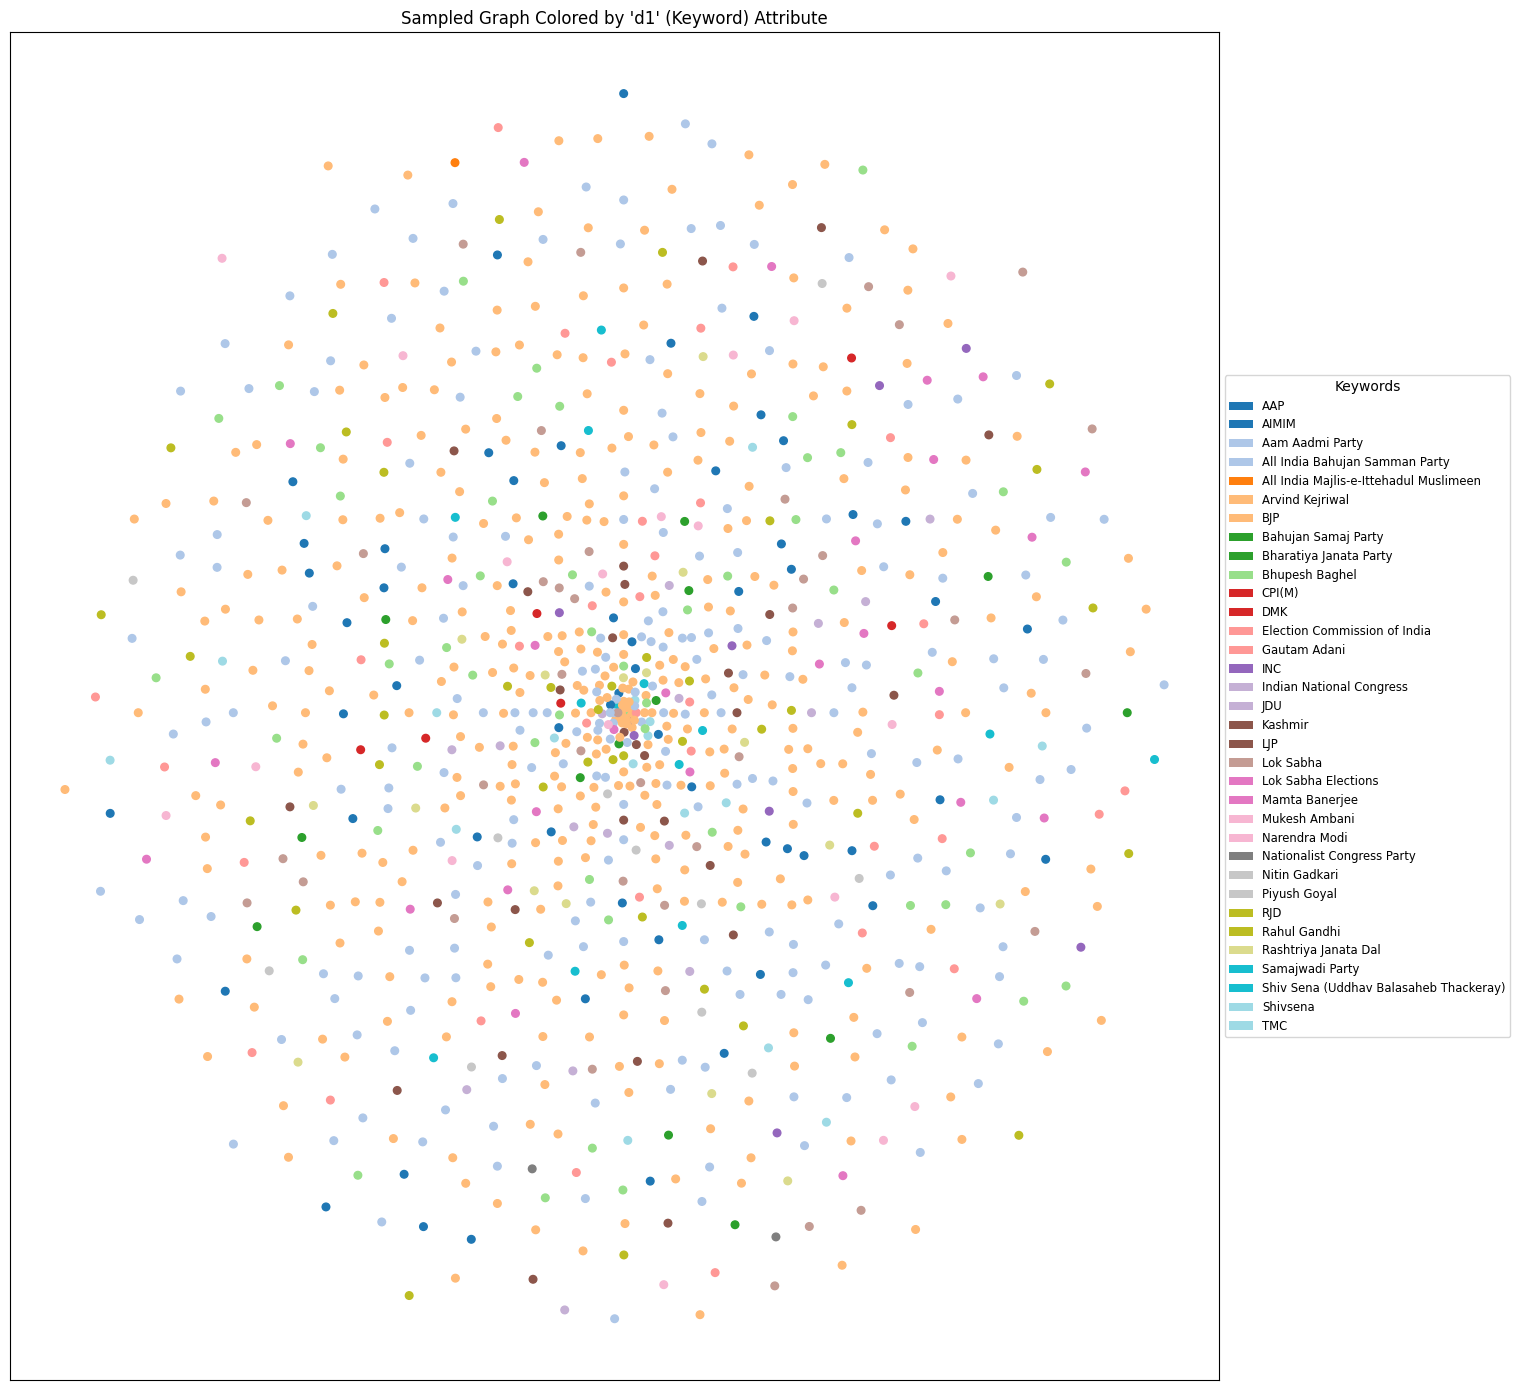 Sampled Graph Colored by 'd1' (Keyword) Attribute
Keywords
AAP
AIMIM
Aam Aadmi Party
All India Bahujan Samman Party
All India Majlis-e-Ittehadul Muslimeen
Arvind Kejriwal
BJP
Bahujan Samaj Party
Bharatiya Janata Party
Bhupesh Baghel
CPI(M)
DMK
Election Commission of India
Gautam Adani
INC
Indian National Congress
JDU
Kashmir
LJP
Lok Sabha
Lok Sabha Elections
Mamta Banerjee
Mukesh Ambani
Narendra Modi
Nationalist Congress Party
Nitin Gadkari
Piyush Goyal
RJD
Rahul Gandhi
Rashtriya Janata Dal
Samajwadi Party
Shiv Sena (Uddhav Balasaheb Thackeray)
Shivsena
TMC